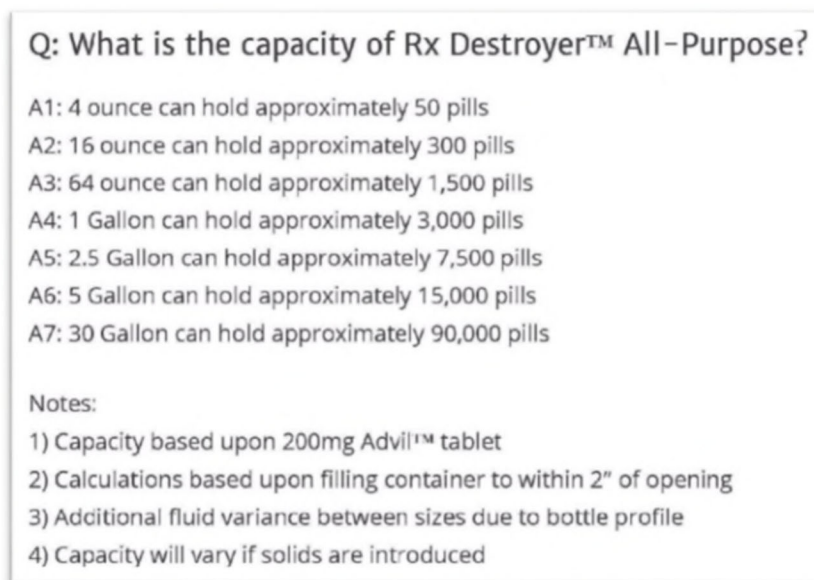 Q: What is the capacity of Rx Destroyer™ All-Purpose?
A1: 4 ounce can hold approximately 50 pills
A2: 16 ounce can hold approximately 300 pills
A3: 64 ounce can hold approximately 1,500 pills
A4: 1 Gallon can hold approximately 3,000 pills
A5: 2.5 Gallon can hold approximately 7,500 pills
A6: 5 Gallon can hold approximately 15,000 pills
A7: 30 Gallon can hold approximately 90,000 pills
Notes:
1) Capacity based upon 200mg Advil™ tablet
2) Calculations based upon filling container to within 2” of opening
3) Additional fluid variance between sizes due to bottle profile
4) Capacity will vary if solids are introduced